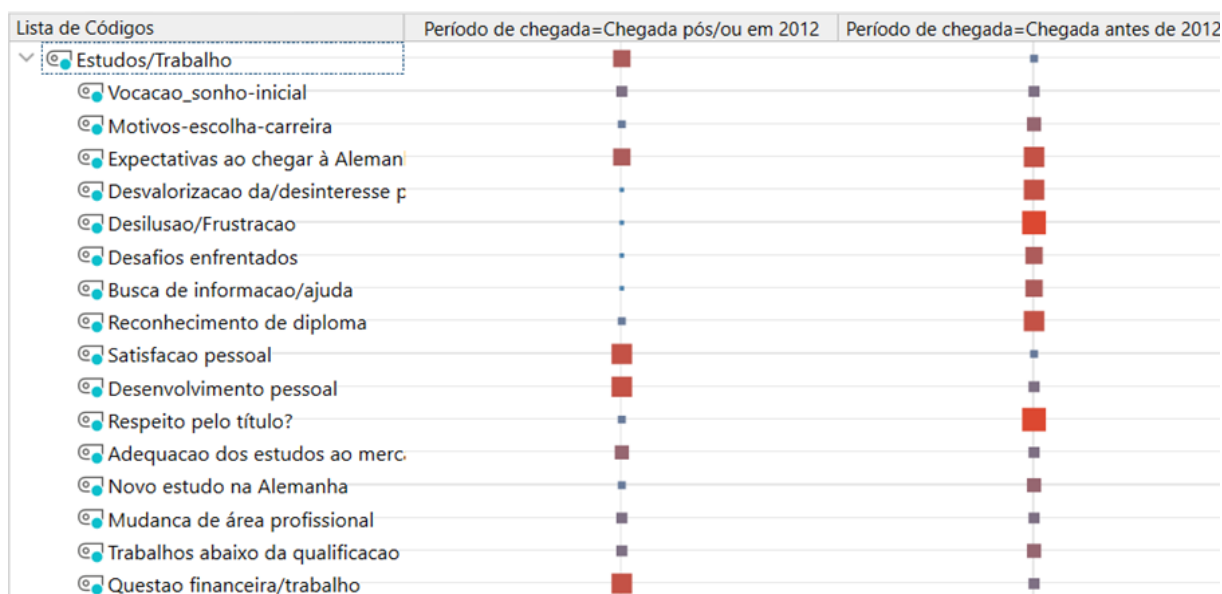 Lista de Códigos Período de chegada=Chegada pós/ou em 2012 Período de chegada=Chegada antes de 2012
Estudos/Trabalho
Vocacao_sonho-inicial
Motivos-escolha-carreira
Expectativas ao chegar à Aleman
Desvalorizacao da/desinteresse p
Desilusao/Frustracao
Desafios enfrentados
Busca de informacao/ajuda
Reconhecimento de diploma
Satisfacao pessoal
Desenvolvimento pessoal
Respeito pelo título?
Adequacao dos estudos ao merc
Novo estudo na Alemanha
Mudanca de área profissional
Trabalhos abaixo da qualificacao
Questao financeira/trabalho